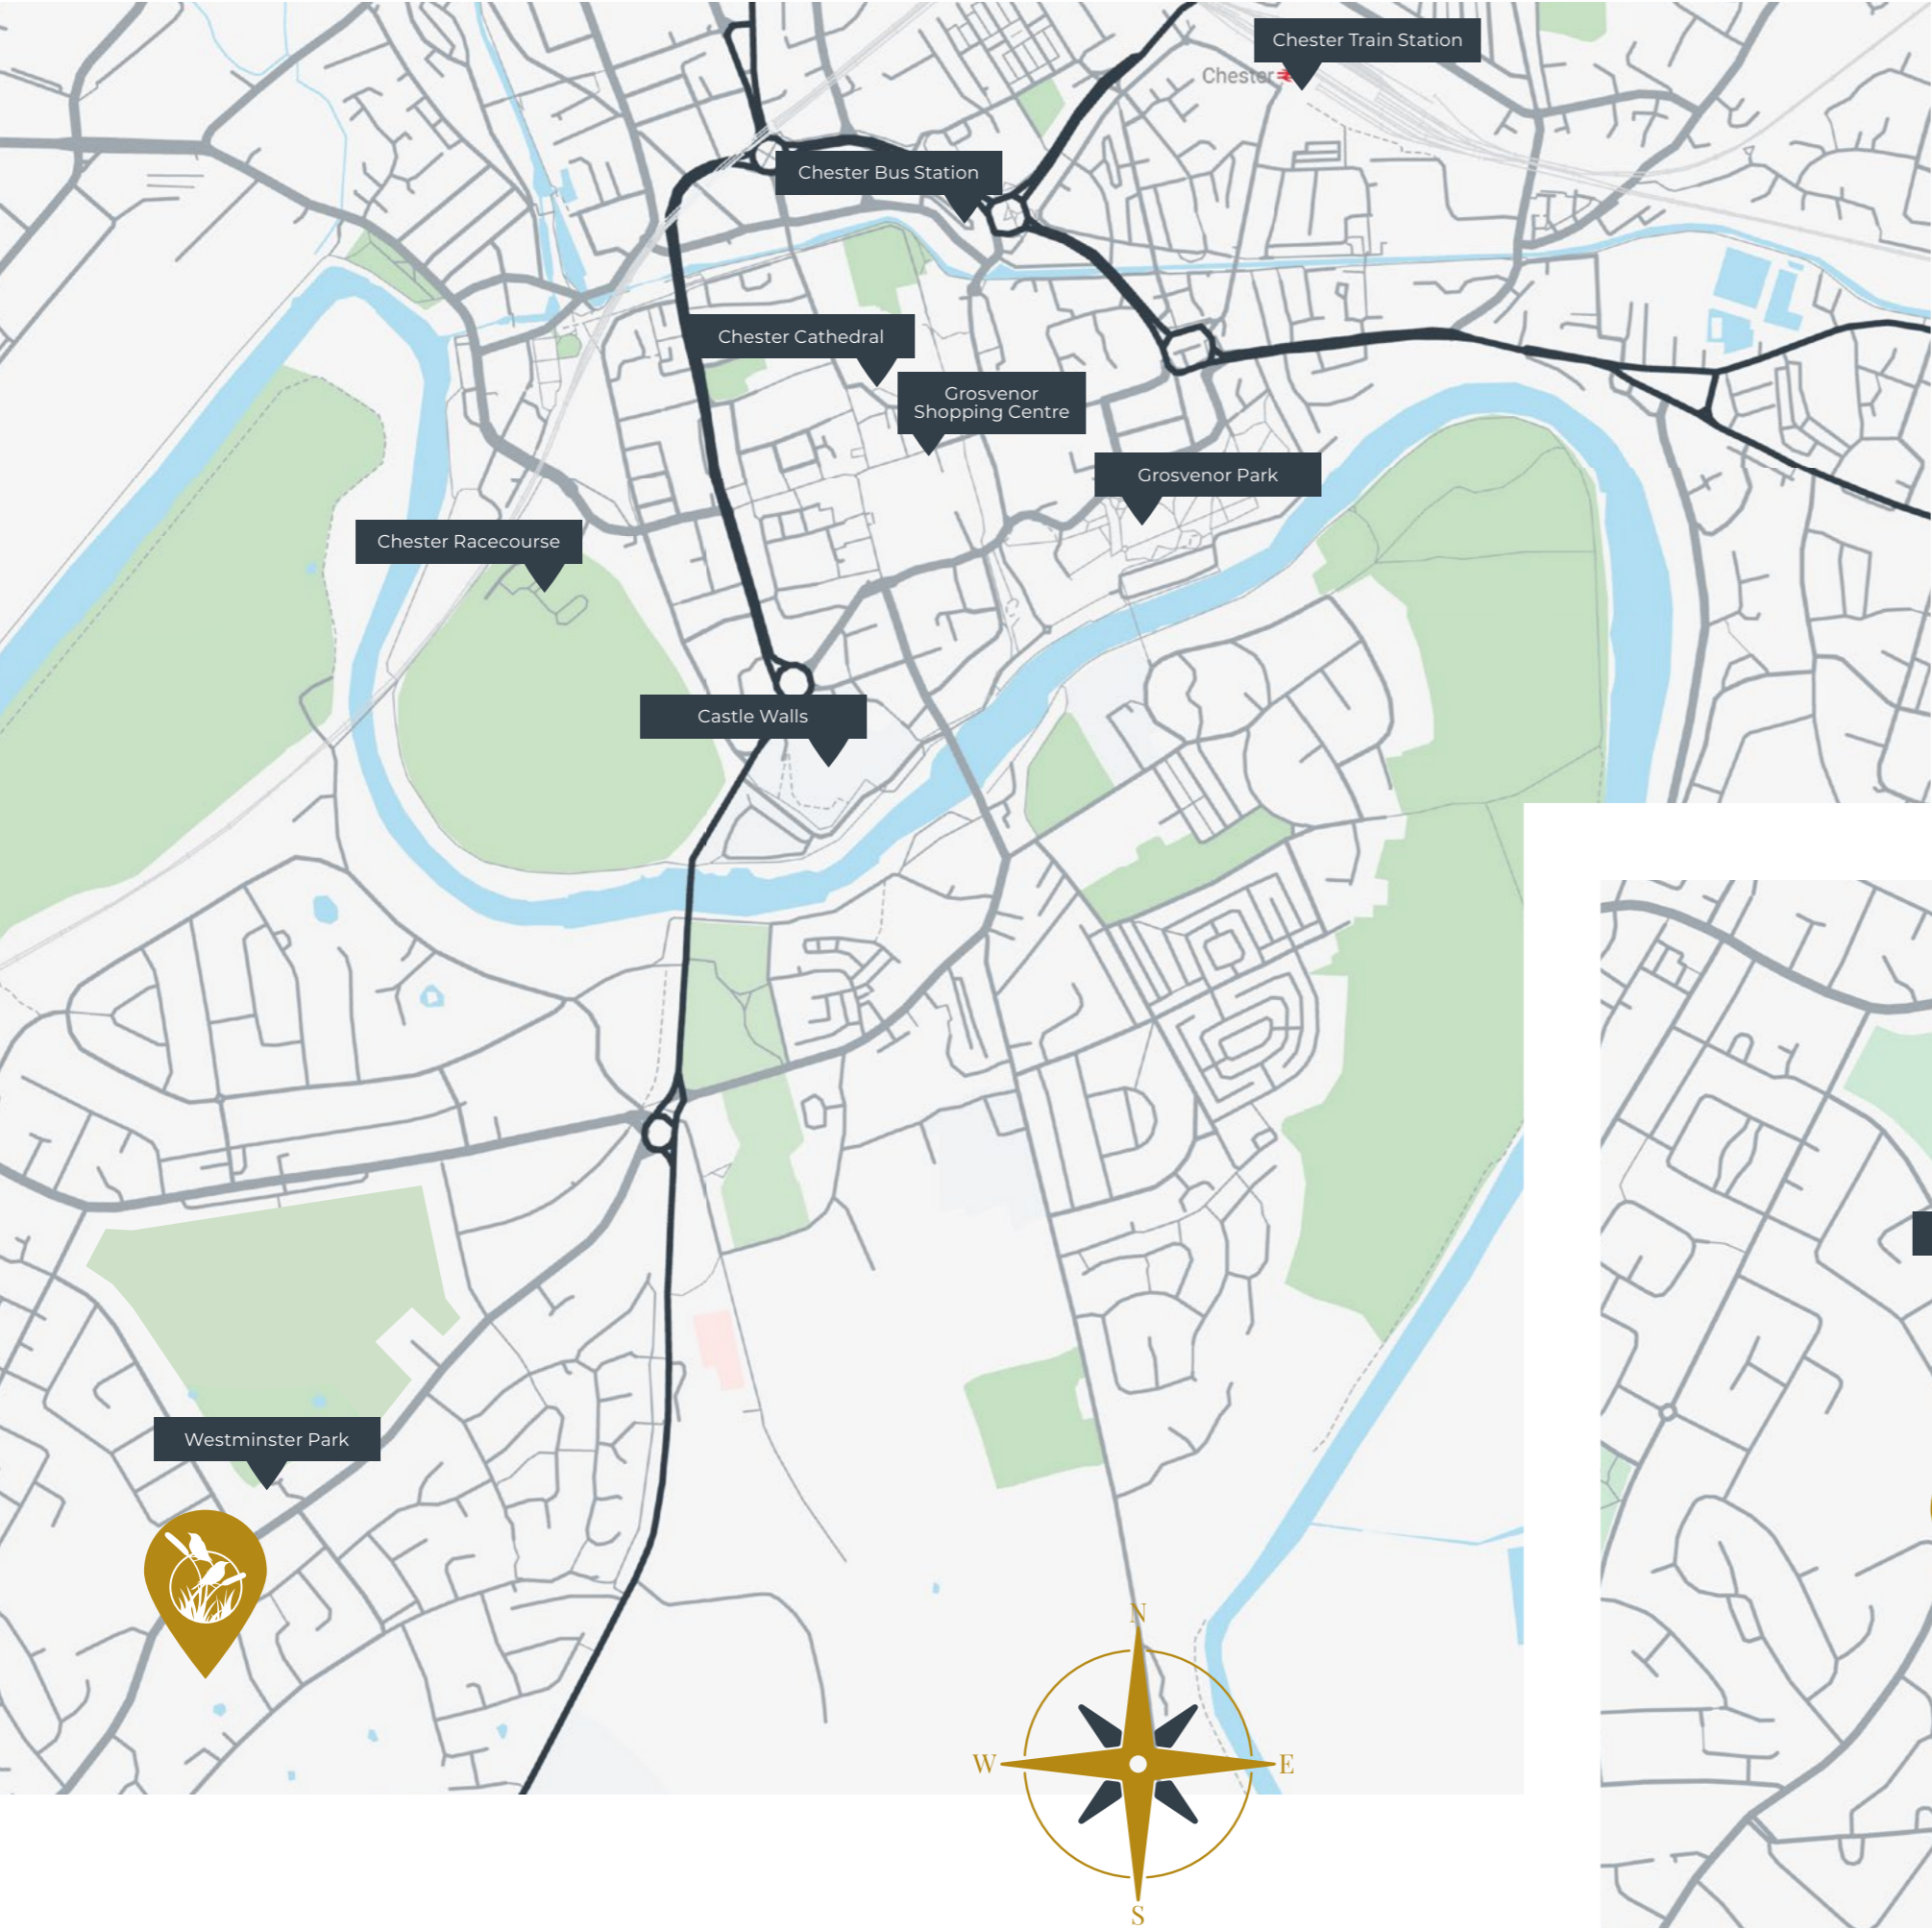 Chester Train Station
Chester
Chester Bus Station
Chester Cathedral
Grosvenor
Shopping Centre
Grosvenor Park
Chester Racecourse
Castle Walls
Westminster Park
N
W
E
S